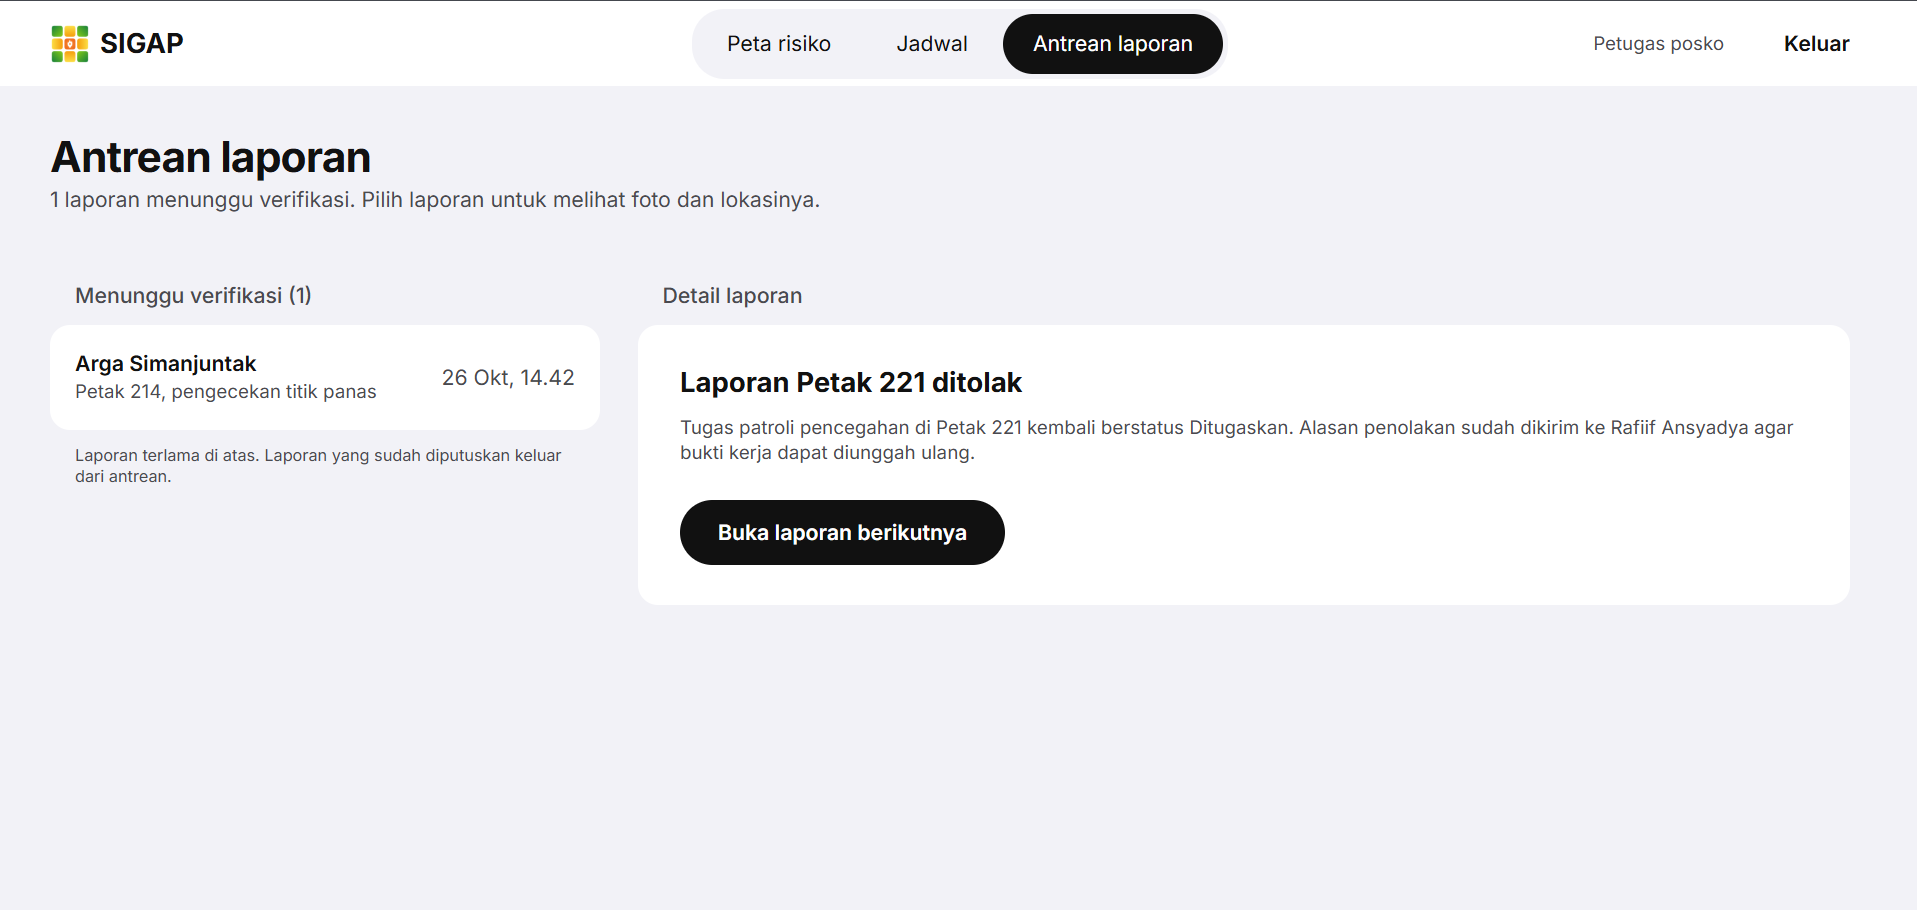 SIGAP
Peta risiko
Jadwal
Antrean laporan
Petugas posko
Keluar
Antrean laporan
1 laporan menunggu verifikasi. Pilih laporan untuk melihat foto dan lokasinya.
Menunggu verifikasi (1)
Arga Simanjuntak
Petak 214, pengecekan titik panas
26 Okt, 14.42
Laporan terlama di atas. Laporan yang sudah diputuskan keluar
dari antrean.
Detail laporan
Laporan Petak 221 ditolak
Tugas patroli pencegahan di Petak 221 kembali berstatus Ditugaskan. Alasan penolakan sudah dikirim ke Rafiif Ansyadya agar
bukti kerja dapat diunggah ulang.
Buka laporan berikutnya